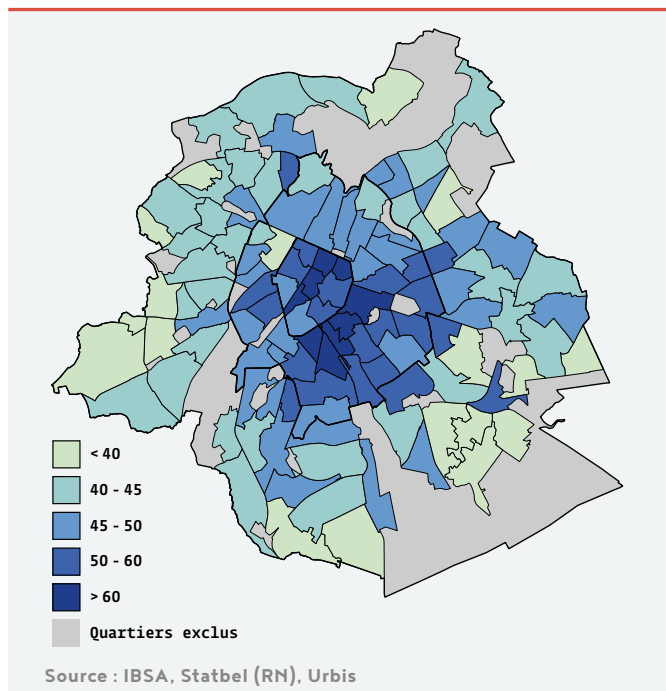 < 40
40 - 45
45 - 50
50 - 60
> 60
Quartiers exclus
Source : IBSA, Statbel (RN), Urbis